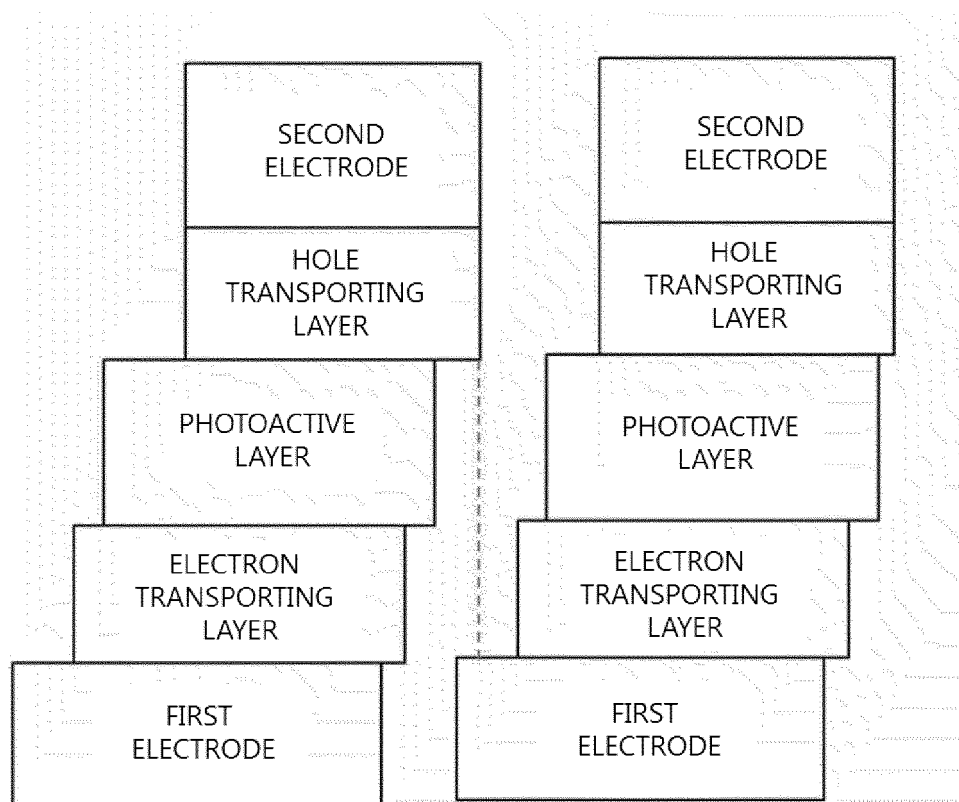 SECOND
ELECTRODE
HOLE
TRANSPORTING
LAYER
PHOTOACTIVE
LAYER
ELECTRON
TRANSPORTING
LAYER
FIRST
ELECTRODE
SECOND
ELECTRODE
HOLE
TRANSPORTING
LAYER
PHOTOACTIVE
LAYER
ELECTRON
TRANSPORTING
LAYER
FIRST
ELECTRODE